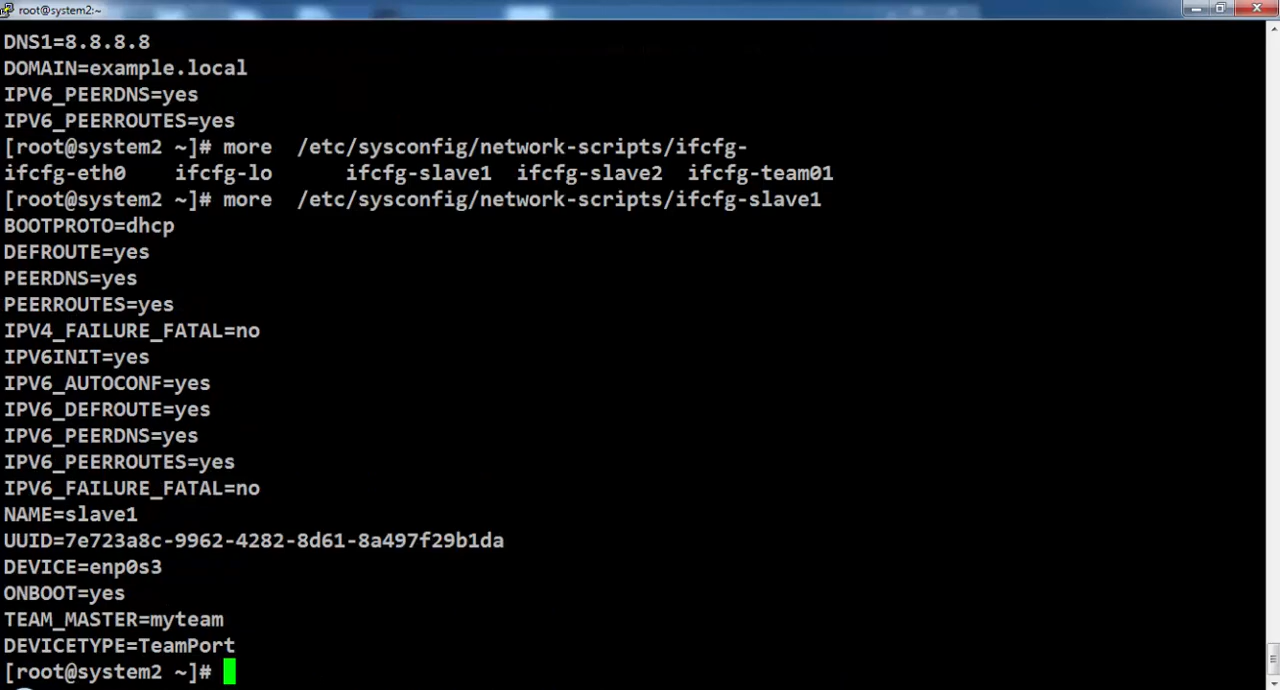 root@system2:~
DNS1=8.8.8.8
DOMAIN=example.local
IPV6_PEERDNS=yes
IPV6_PEERROUTES=yes
[root@system2 ~]# more  /etc/sysconfig/network-scripts/ifcfg-
ifcfg-eth0    ifcfg-lo      ifcfg-slave1  ifcfg-slave2  ifcfg-team01
[root@system2 ~]# more  /etc/sysconfig/network-scripts/ifcfg-slave1
BOOTPROTO=dhcp
DEFROUTE=yes
PEERDNS=yes
PEERROUTES=yes
IPV4_FAILURE_FATAL=no
IPV6INIT=yes
IPV6_AUTOCONF=yes
IPV6_DEFROUTE=yes
IPV6_PEERDNS=yes
IPV6_PEERROUTES=yes
IPV6_FAILURE_FATAL=no
NAME=slave1
UUID=7e723a8c-9962-4282-8d61-8a497f29b1da
DEVICE=enp0s3
ONBOOT=yes
TEAM_MASTER=myteam
DEVICETYPE=TeamPort
[root@system2 ~]#